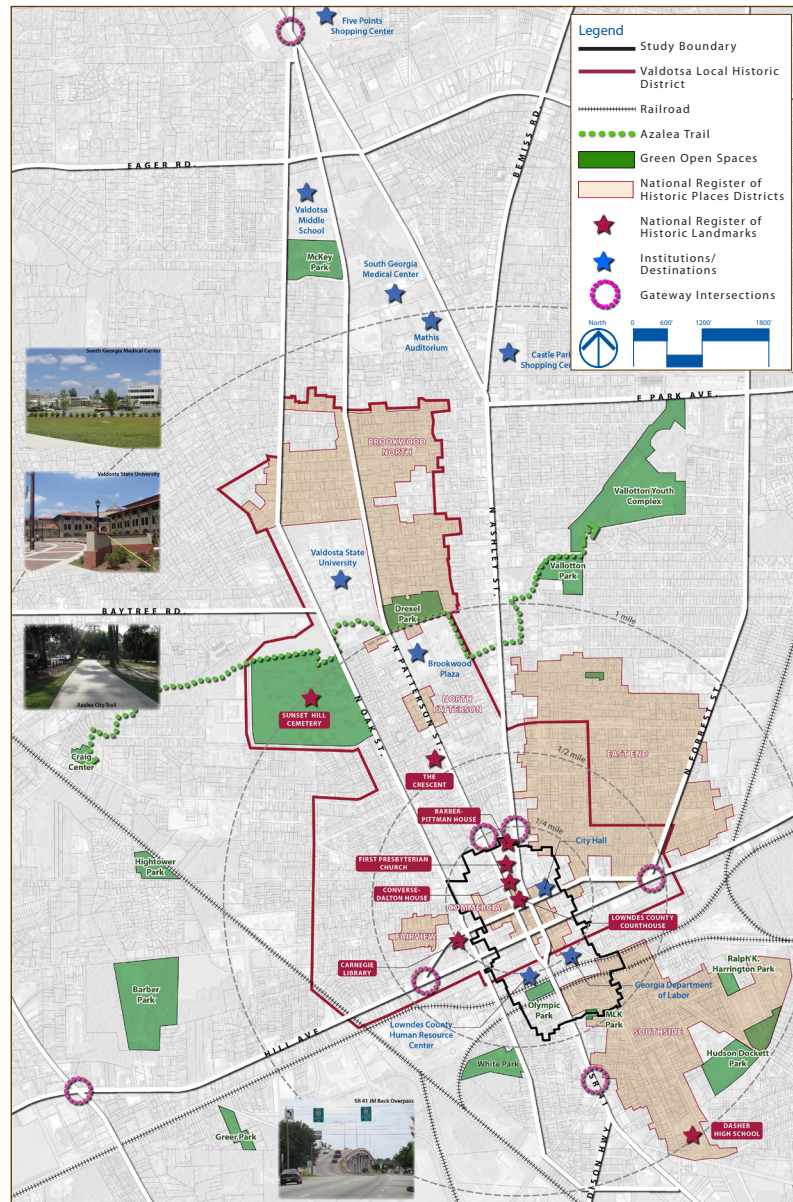 Five Points
Shopping Center
Legend
Study Boundary
Valdotsa Local Historic
District
Railroad
Azalea Trail
Green Open Spaces
National Register of
Historic Places Districts
National Register of
Historic Landmarks
Institutions/
Destinations
Gateway Intersections
North
0
600'
1200'
1800'
EAGER RD.
BEMISS RD.
Valdotsa
Middle
School
McKey
Park
South Georgia
Medical Center
Mathis
Auditorium
Castle Park
Shopping Cen
South Georgia Medical Center
E PARK AVE.
BROOKWOOD
NORTH
Valdosta State University
Vallotton Youth
Complex
N ASHLEY ST.
Valdosta State
University
Vallotton
Park
BAYTREE RD.
Drexel
Park
1 mile
N PATTERSON ST.
Brookwood
Plaza
N OAK ST.
NORTH
PATTERSON
SUNSET HILL
CEMETERY
Azalea City Trail
N FORREST ST.
Craig
Center
EAST END
1/2 mile
THE
CRESCENT
BARBER-
PITTMAN HOUSE
1/4 mile
City Hall
FIRST PRESBYTERIAN
CHURCH
Hightower
Park
CONVERSE-
DALTON HOUSE
COMMERCIAL
LOWNDES COUNTY
COURTHOUSE
FAIRVIEW
CARNEGIE
LIBRARY
Ralph K.
Harrington Park
Georgia Department
of Labor
Barber
Park
Olympic
Park
MLK
Park
Lowndes County
Human Resource
Center
HILL AVE
SOUTHSIDE
White Park
Hudson Dockett
Park
SR 41 JM Beck Overpass
Greer Park
DASHER
HIGH SCHOOL
DISON HWY